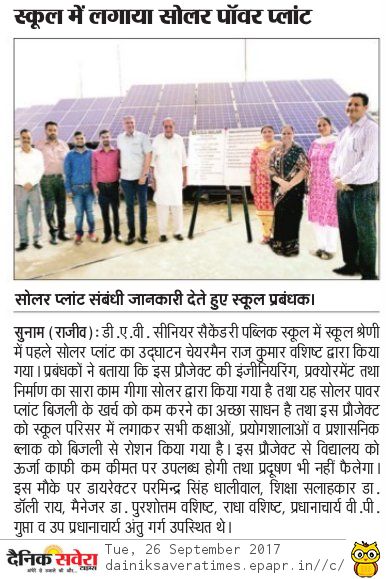 स्कूल में लगाया सोलर पॉवर प्लांट
सोलर प्लांट संबंधी जानकारी देते हुए स्कूल प्रबंधक।
सुनाम (राजीव): डी.ए.वी. सीनियर सैकेंडरी पब्लिक स्कूल में स्कूल श्रेणी
में पहले सोलर प्लांट का उद्घाटन चेयरमैन राज कुमार वशिष्ट द्वारा किया
गया। प्रबंधकों ने बताया कि इस प्रौजेक्ट की इंजीनियरिंग, प्रक्योरमेंट तथा
निर्माण का सारा काम गीगा सोलर द्वारा किया गया है तथा यह सोलर पावर
प्लांट बिजली के खर्च को कम करने का अच्छा साधन है तथा इस प्रौजेक्ट
को स्कूल परिसर में लगाकर सभी कक्षाओं, प्रयोगशालाओं व प्रशासनिक
ब्लाक को बिजली से रोशन किया गया है। इस प्रौजेक्ट से विद्यालय को
ऊर्जा काफी कम कीमत पर उपलब्ध होगी तथा प्रदूषण भी नहीं फैलेगा।
इस मौके पर डायरेक्टर परमिन्द्र सिंह धालीवाल, शिक्षा सलाहकार डा.
डॉली राय, मैनेजर डा. पुरशोत्तम वशिष्ट, राधा वशिष्ट, प्रधानाचार्य वी.पी.
गुप्ता व उप प्रधानाचार्य अंतु गर्ग उपस्थित थे।
दैनिक सवेरा
टाइम्स
Tue, 26 September 2017
dainiksaveratimes.epapr.in//c/